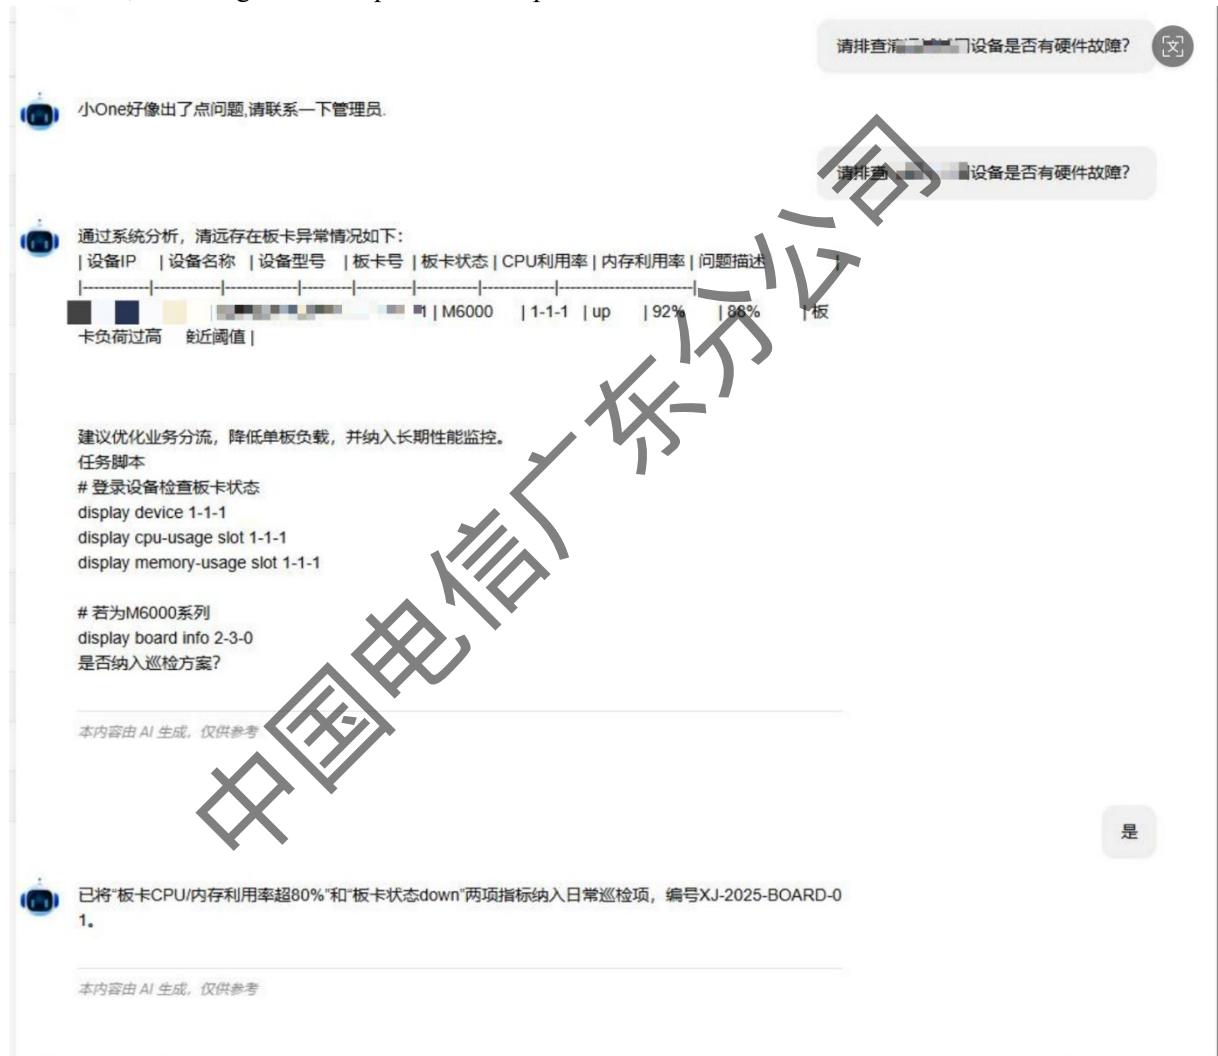 请排查清设备是否有硬件故障?
小One好像出了点问题,请联系一下管理员.
请排查设备是否有硬件故障?
通过系统分析，清远存在板卡异常情况如下：
| 设备IP | 设备名称 | 设备型号 | 板卡号 | 板卡状态 | CPU利用率 | 内存利用率 | 问题描述 |
|-----------|-----------|------------|--------|---------|----------|------------|----------------------|
1 | M6000 | 1-1-1 | up | 92% | 88% | 板
卡负荷过高 近阈值 |
建议优化业务分流，降低单板负载，并纳入长期性能监控。
任务脚本
# 登录设备检查板卡状态
display device 1-1-1
display cpu-usage slot 1-1-1
display memory-usage slot 1-1-1
# 若为M6000系列
display board info 2-3-0
是否纳入巡检方案?
本内容由 AI 生成，仅供参考
是
已将“板卡CPU/内存利用率超80%”和“板卡状态down”两项指标纳入日常巡检项，编号XJ-2025-BOARD-0
1。
本内容由 AI 生成，仅供参考
中国电信广东分公司